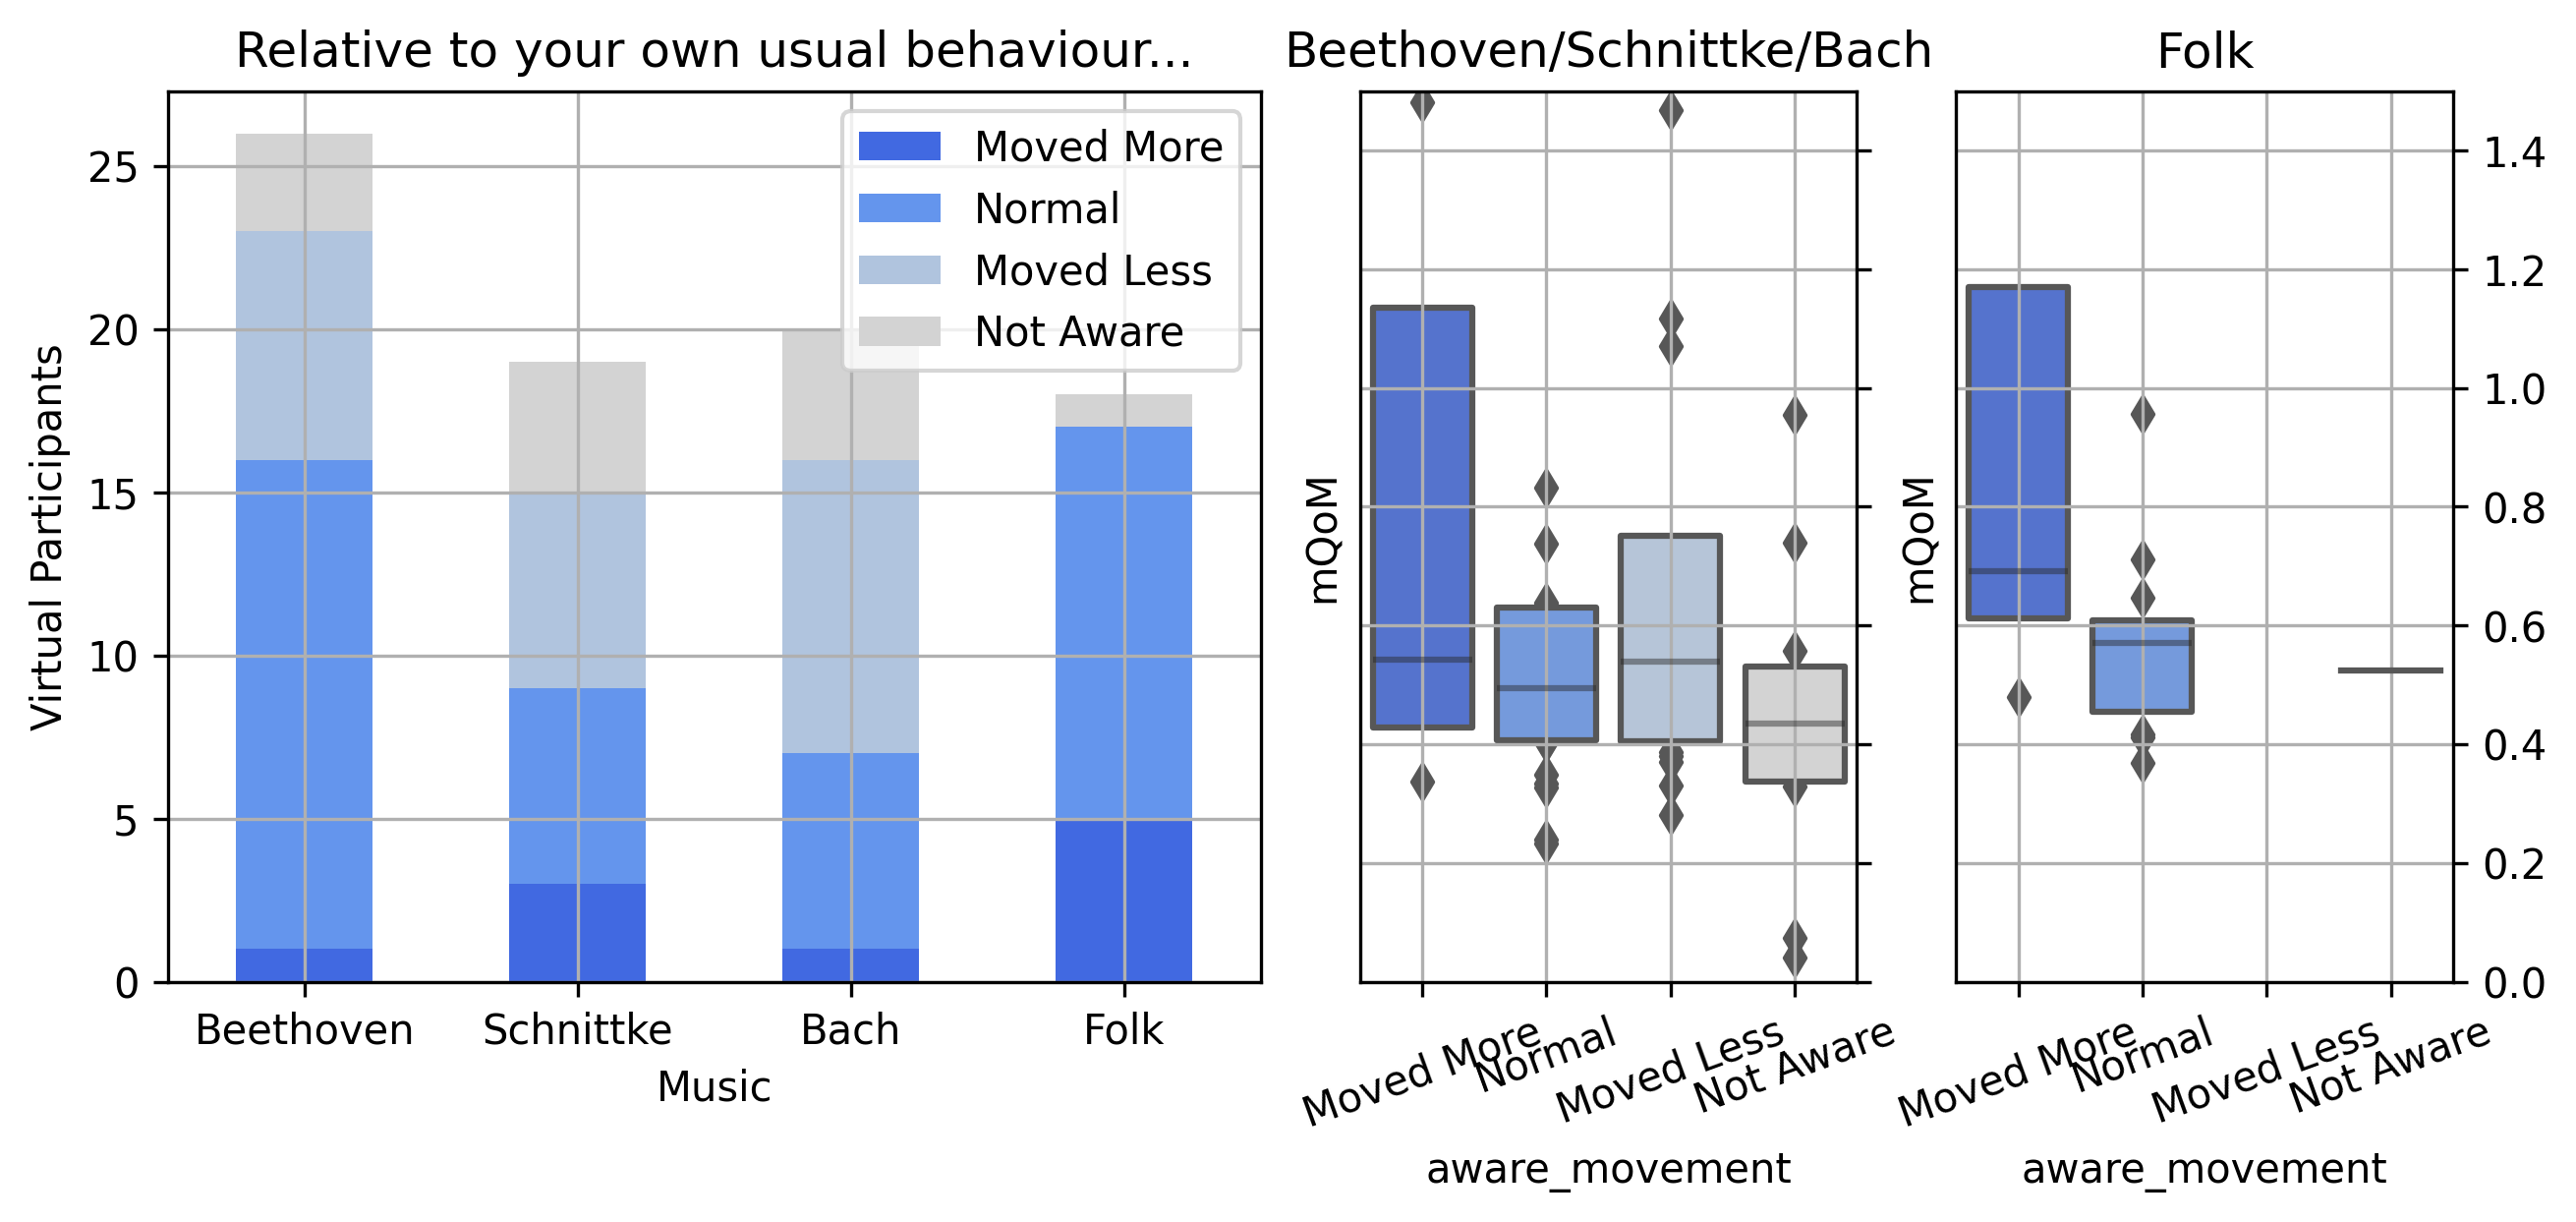 Relative to your own usual behaviour...
Virtual Participants
25
20
15
10
5
0
Moved More
Normal
Moved Less
Not Aware
Beethoven
Schnittke
Bach
Folk
Music
Beethoven/Schnittke/Bach
mQoM
Moved More
Normal
Moved Less
Not Aware
aware_movement
Folk
mQoM
1.4
1.2
1.0
0.8
0.6
0.4
0.2
0.0
Moved More
Normal
Moved Less
Not Aware
aware_movement